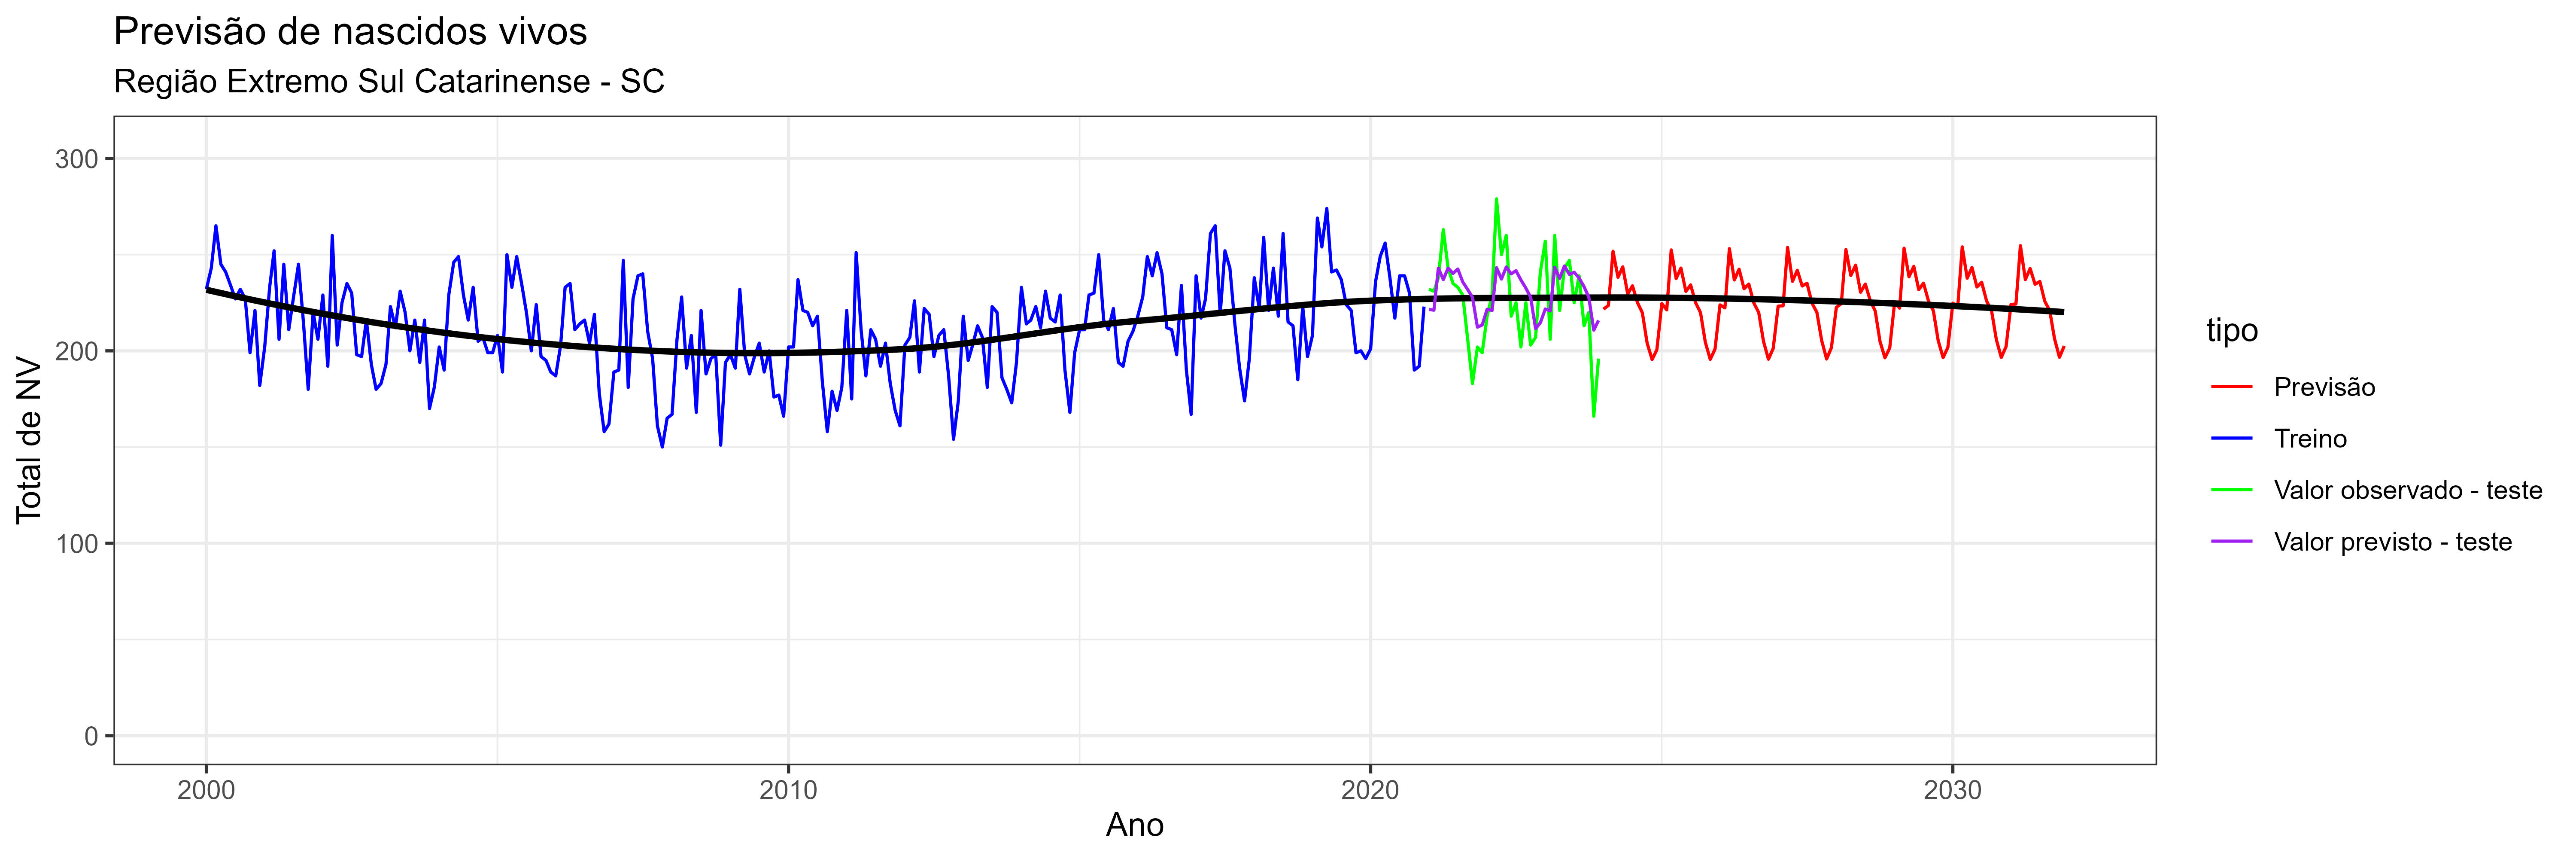 Previsão de nascidos vivos
Região Extremo Sul Catarinense - SC
300
200
100
0
Total de NV
2000
2010
2020
2030
Ano
tipo
Previsão
Treino
Valor observado - teste
Valor previsto - teste